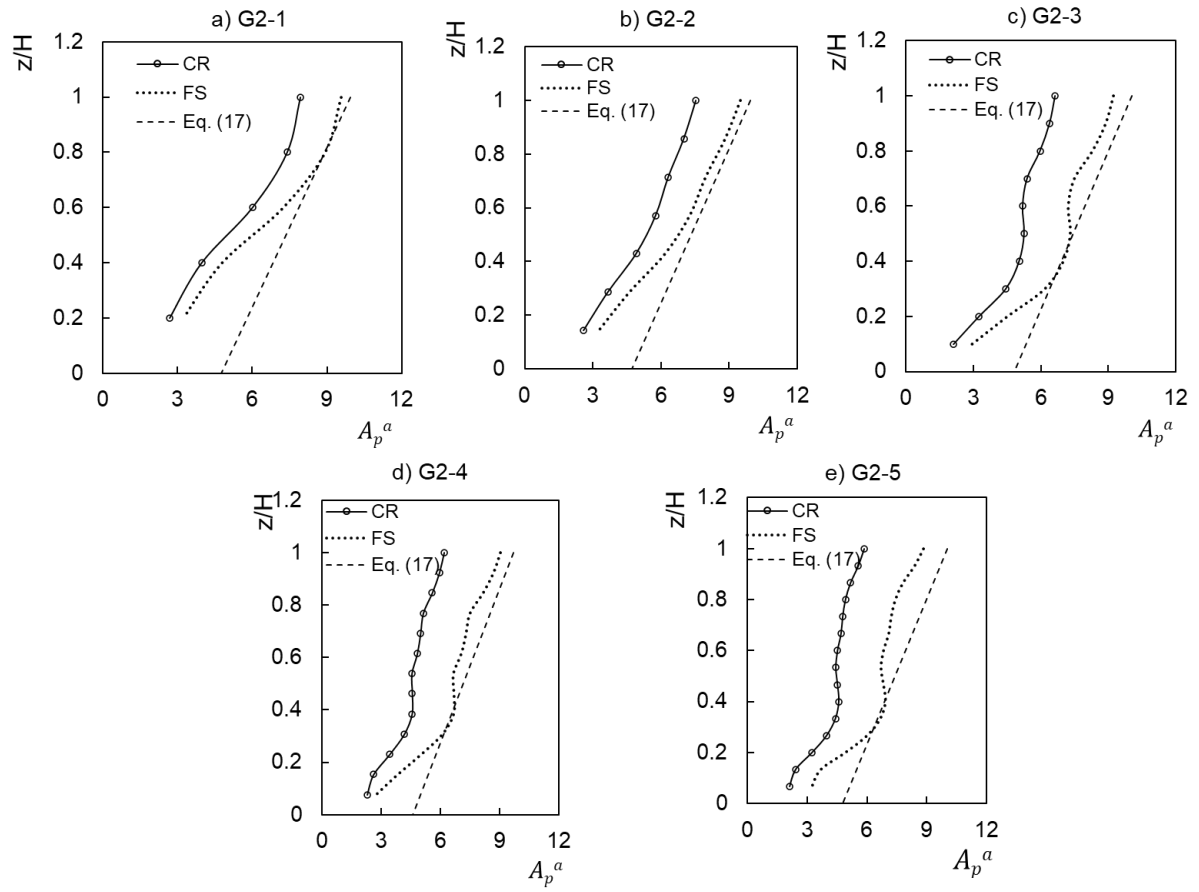 a) G2-1
z/H
1.2
1
0.8
0.6
0.4
0.2
0
CR
FS
Eq. (17)
0 3 6 9 12
A_p^a
b) G2-2
z/H
1.2
1
0.8
0.6
0.4
0.2
0
CR
FS
Eq. (17)
0 3 6 9 12
A_p^a
c) G2-3
z/H
1.2
1
0.8
0.6
0.4
0.2
0
CR
FS
Eq. (17)
0 3 6 9 12
A_p^a
d) G2-4
z/H
1.2
1
0.8
0.6
0.4
0.2
0
CR
FS
Eq. (17)
0 3 6 9 12
A_p^a
e) G2-5
z/H
1.2
1
0.8
0.6
0.4
0.2
0
CR
FS
Eq. (17)
0 3 6 9 12
A_p^a